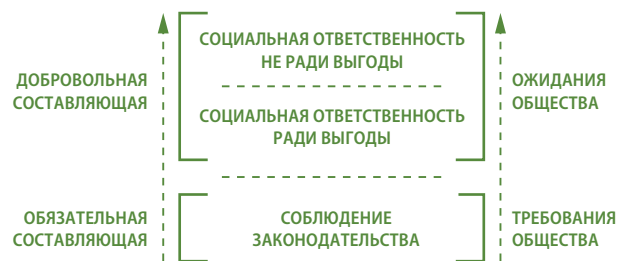 СОЦИАЛЬНАЯ ОТВЕТСТВЕННОСТЬ
НЕ РАДИ ВЫГОДЫ
ДОБРОВОЛЬНАЯ
СОСТАВЛЯЮЩАЯ
ОЖИДАНИЯ
ОБЩЕСТВА
СОЦИАЛЬНАЯ ОТВЕТСТВЕННОСТЬ
РАДИ ВЫГОДЫ
ОБЯЗАТЕЛЬНАЯ
СОСТАВЛЯЮЩАЯ
СОБЛЮДЕНИЕ
ЗАКОНОДАТЕЛЬСТВА
ТРЕБОВАНИЯ
ОБЩЕСТВА